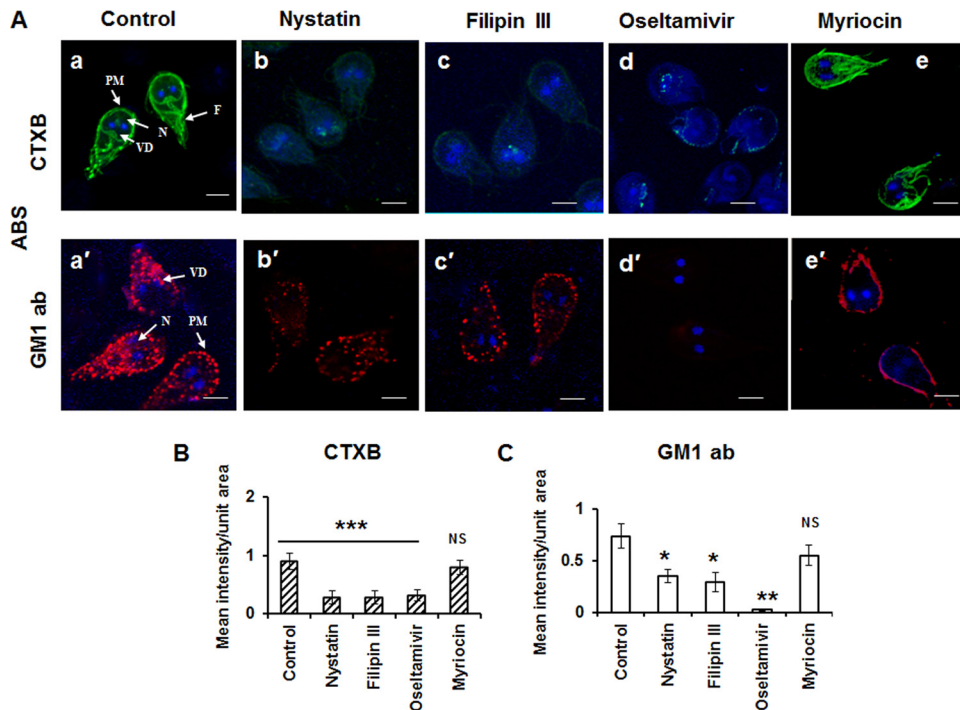 A
Control
Nystatin
Filipin III
Oseltamivir
Myriocin
ABS
CTXB
a
PM
N
VD
F
b
c
d
e
GM1 ab
a′
VD
N
PM
b′
c′
d′
e′
B
CTXB
Mean intensity/unit area
2
1
0
***
NS
Control
Nystatin
Filipin III
Oseltamivir
Myriocin
C
GM1 ab
Mean intensity/unit area
1
0.5
0
*
*
**
NS
Control
Nystatin
Filipin III
Oseltamivir
Myriocin